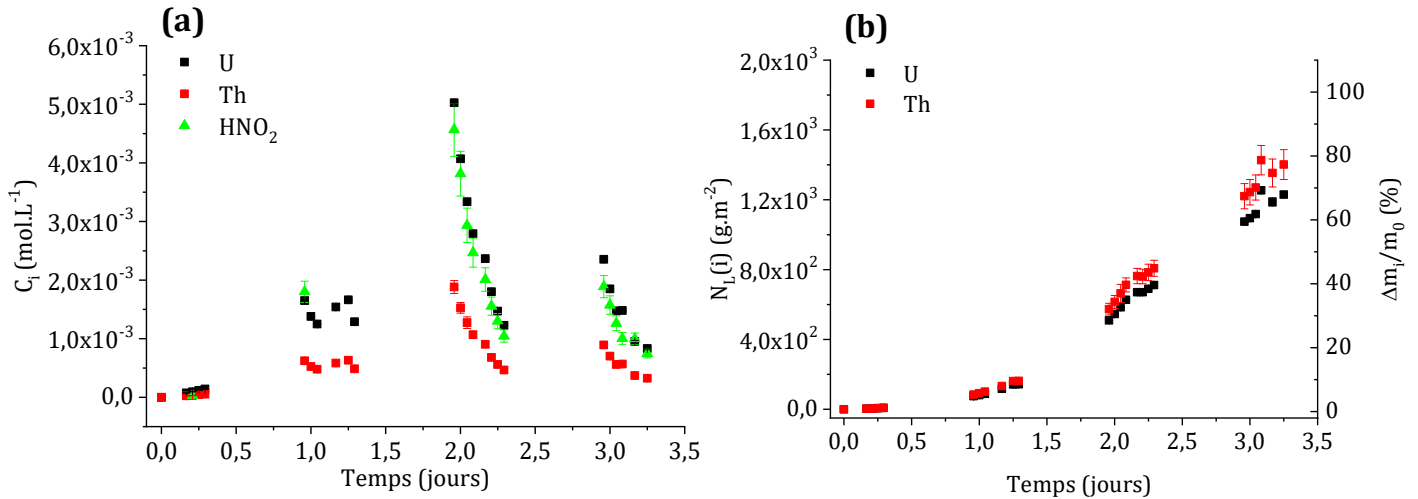 (a)
6,0x10⁻³
5,0x10⁻³
4,0x10⁻³
3,0x10⁻³
2,0x10⁻³
1,0x10⁻³
0,0
Cᵢ (mol.L⁻¹)
U
Th
HNO₂
0,0 0,5 1,0 1,5 2,0 2,5 3,0 3,5
Temps (jours)
(b)
2,0x10³
1,6x10³
1,2x10³
8,0x10²
4,0x10²
0,0
N_L(i) (g.m⁻²)
U
Th
100
80
60
40
20
0
Δmᵢ/m₀ (%)
0,0 0,5 1,0 1,5 2,0 2,5 3,0 3,5
Temps (jours)